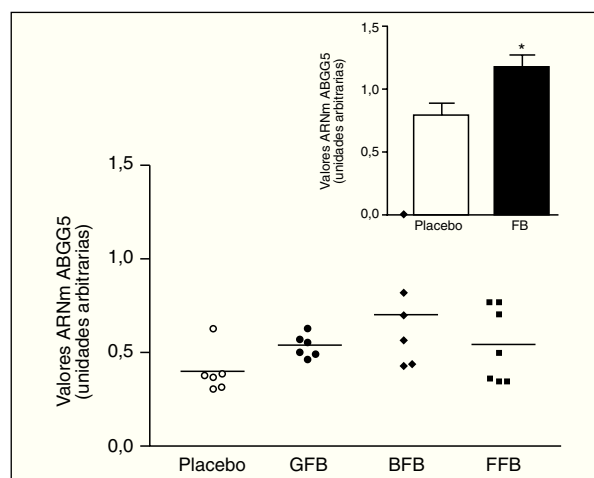 Valores ARNm ABGG5
(unidades arbitrarias)
1,5
1,0
0,5
0,0
*
Placebo
FB
Valores ARNm ABGG5
(unidades arbitrarias)
1,5
1,0
0,5
0,0
Placebo
GFB
BFB
FFB